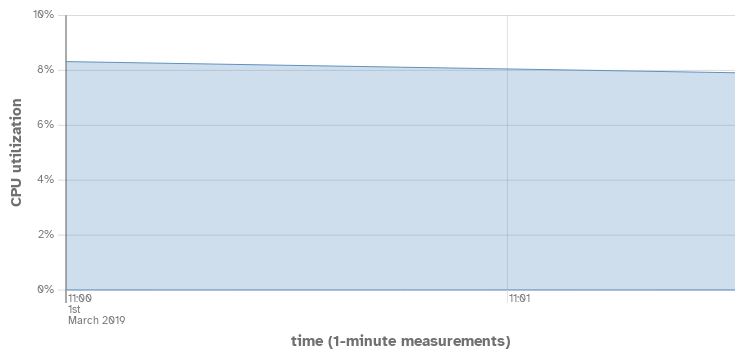 10%
8%
6%
4%
2%
0%
CPU utilization
11:00
1st
March 2019
11:01
time (1-minute measurements)